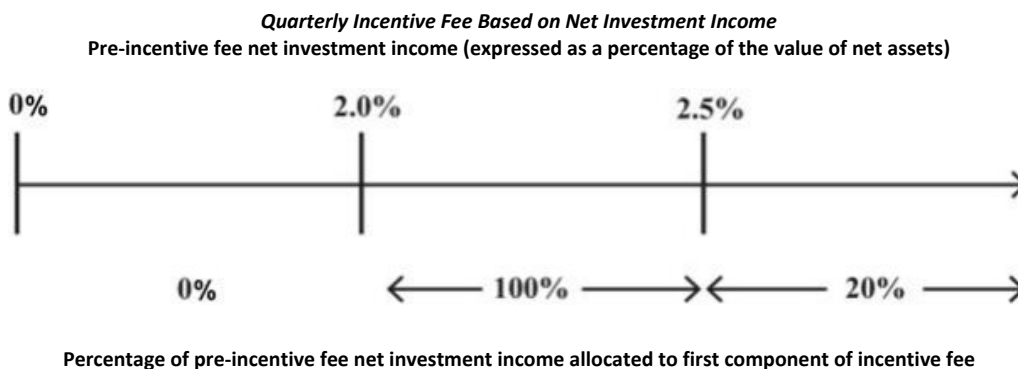 Quarterly Incentive Fee Based on Net Investment Income
Pre-incentive fee net investment income (expressed as a percentage of the value of net assets)
0% 2.0% 2.5%
0% 100% 20%
Percentage of pre-incentive fee net investment income allocated to first component of incentive fee